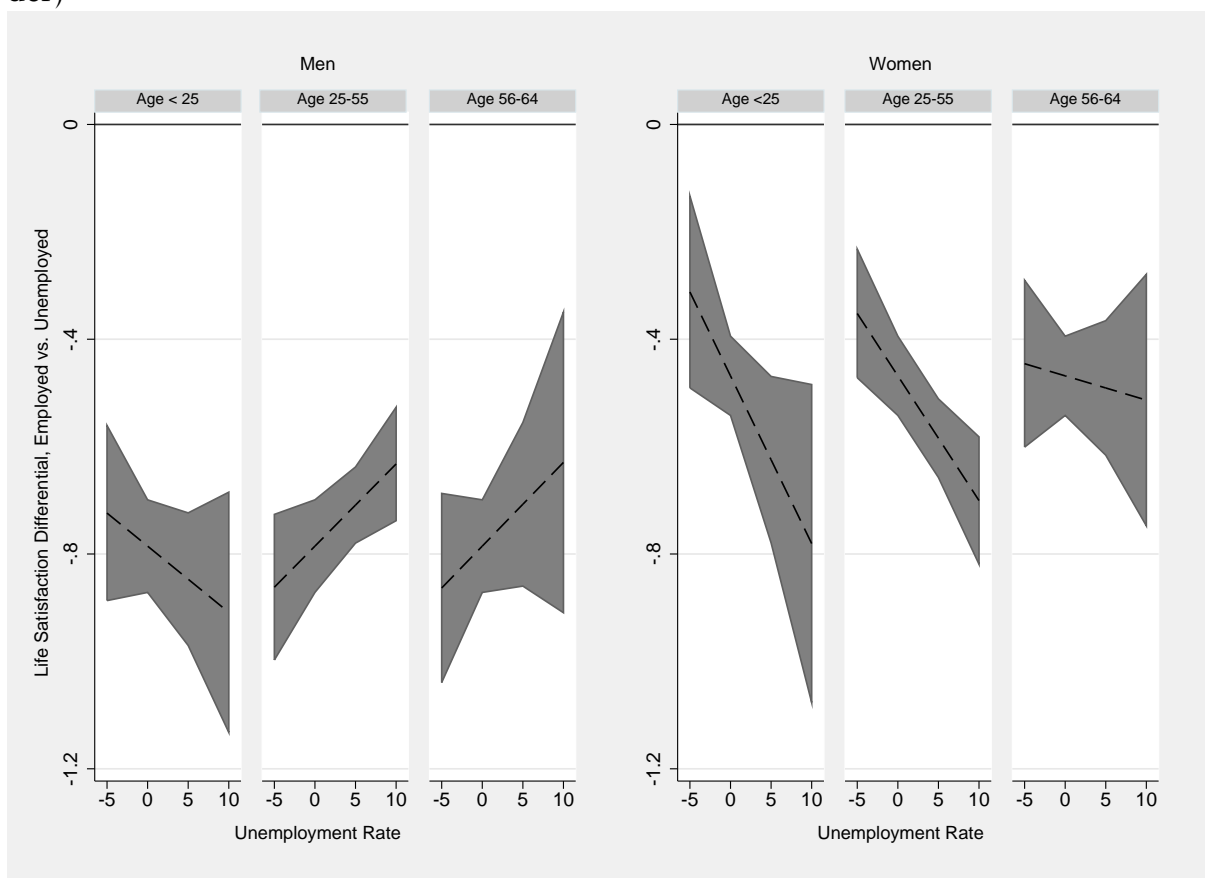 der)
Men
Women
Age < 25
Age 25-55
Age 56-64
Age <25
Age 25-55
Age 56-64
Life Satisfaction Differential, Employed vs. Unemployed
0
-.4
-.8
-1.2
0
-.4
-.8
-1.2
-5 0 5 10
-5 0 5 10
-5 0 5 10
-5 0 5 10
-5 0 5 10
-5 0 5 10
Unemployment Rate
Unemployment Rate